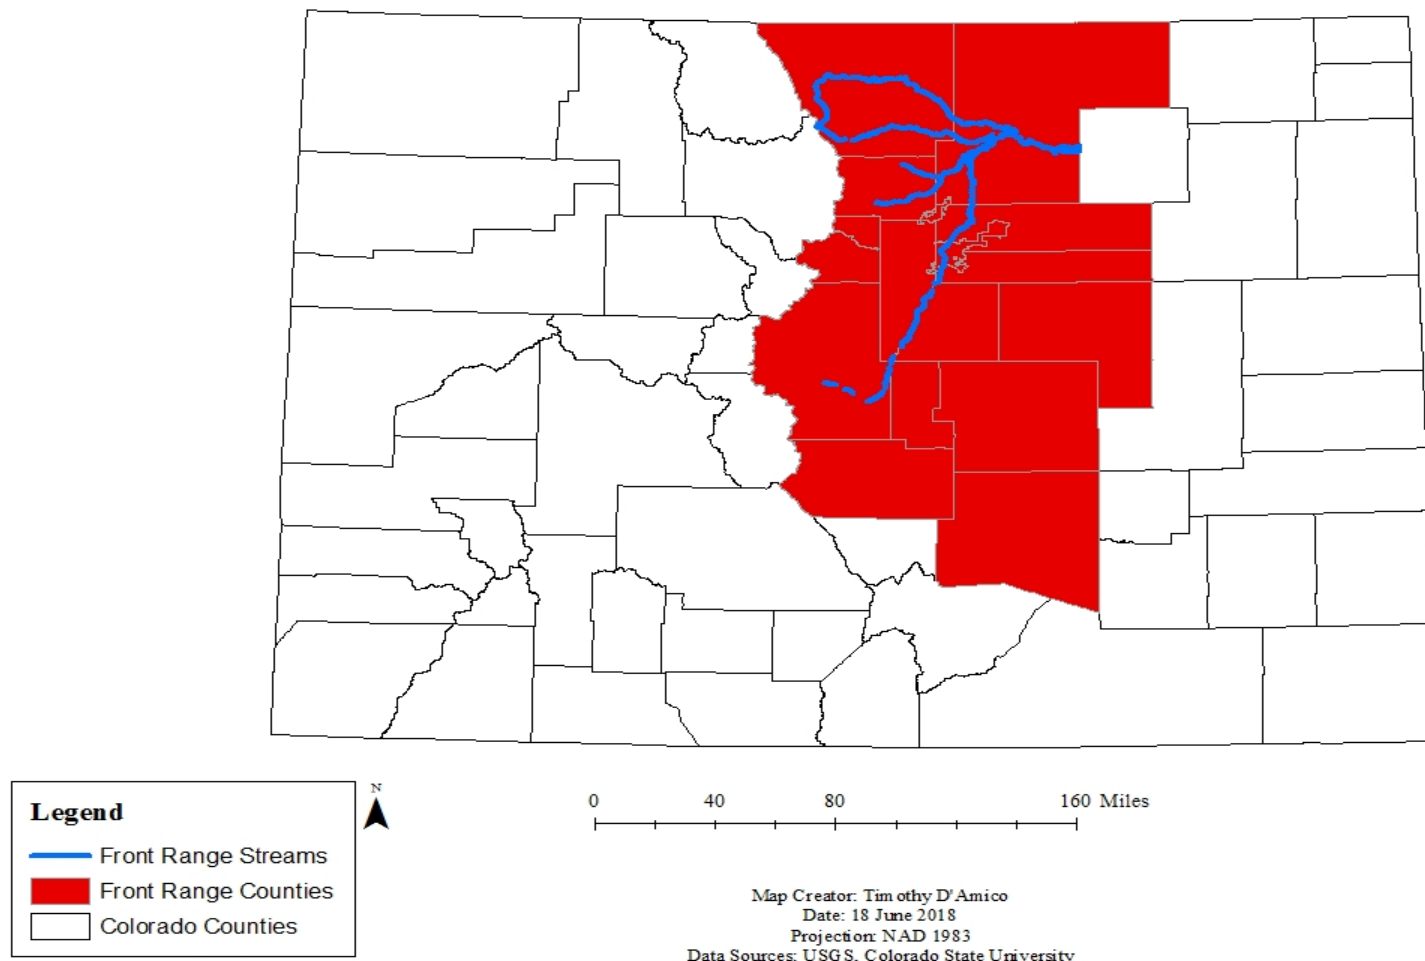 Legend
Front Range Streams
Front Range Counties
Colorado Counties
N
0 40 80 160 Miles
Map Creator: Timothy D'Amico
Date: 18 June 2018
Projection: NAD 1983
Data Sources: USGS, Colorado State University